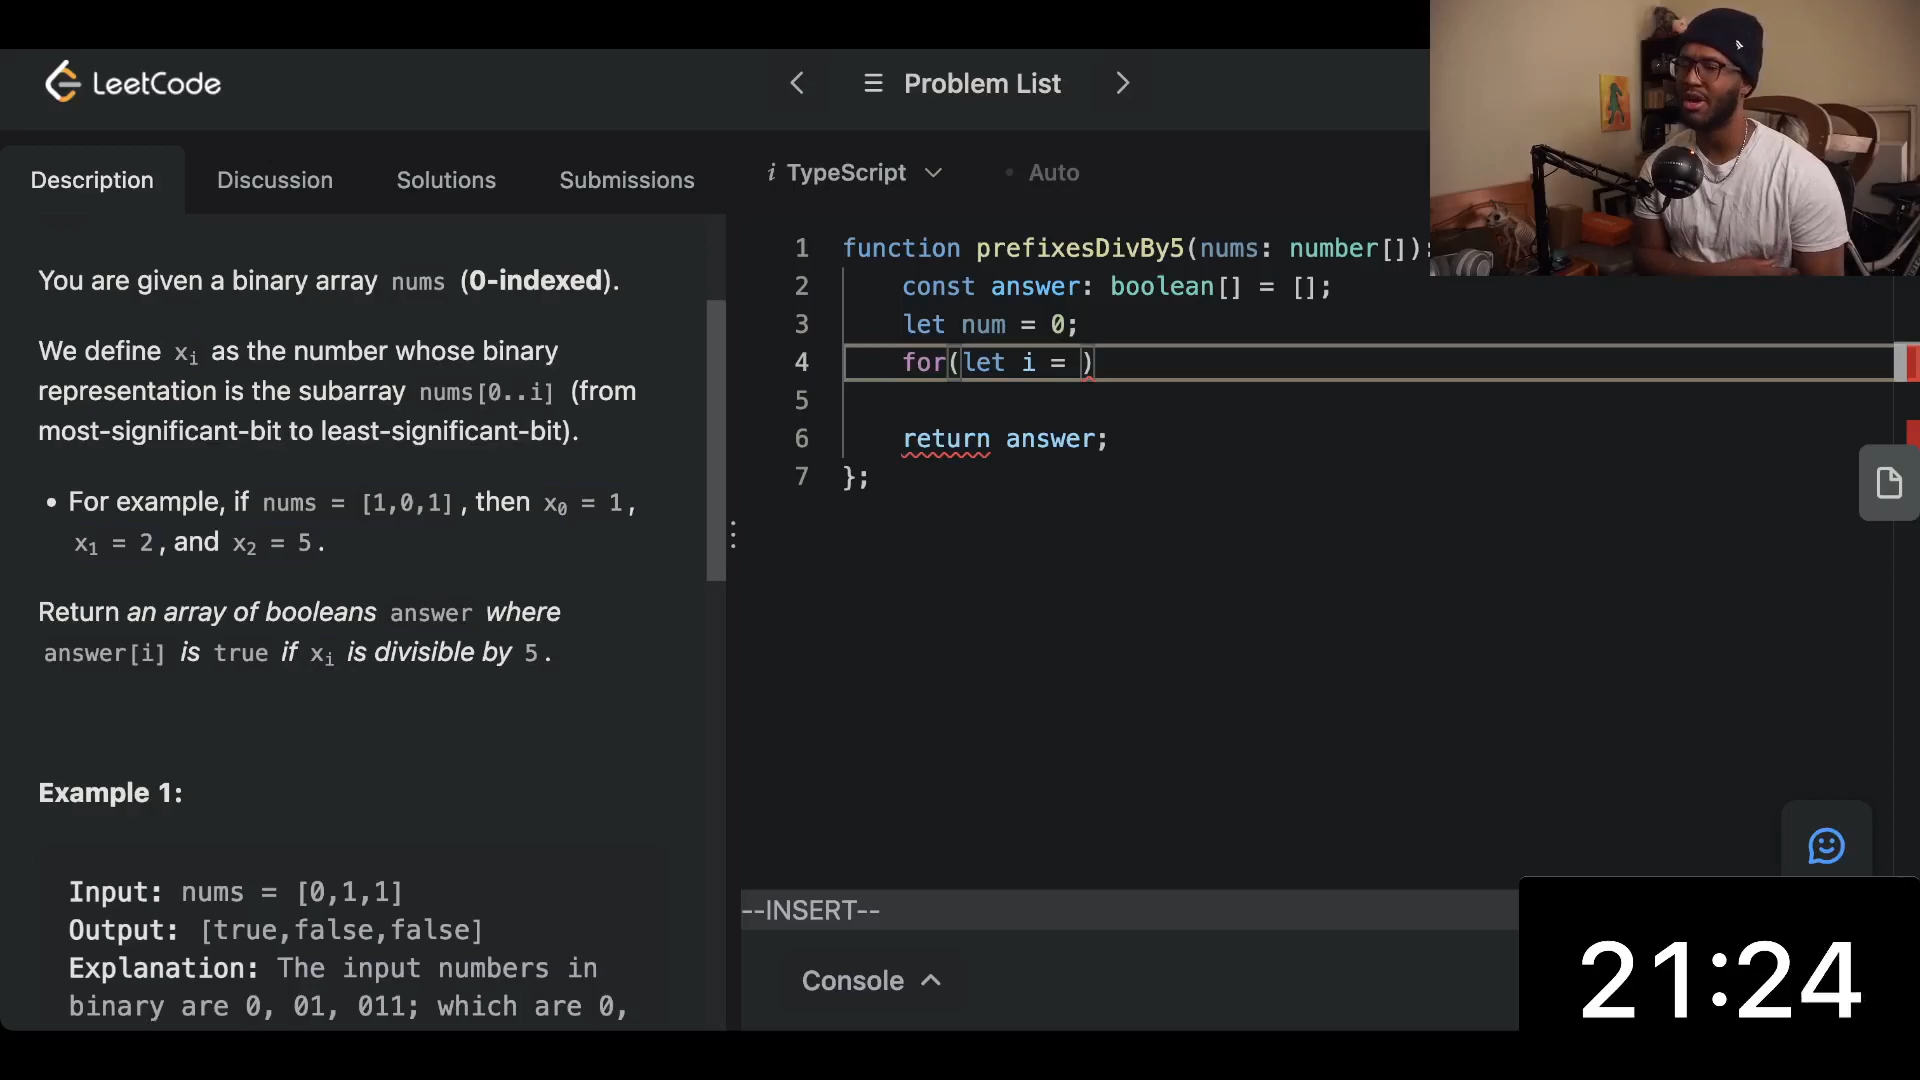 LeetCode
Problem List
Description Discussion Solutions Submissions
You are given a binary array nums (0-indexed).
We define xi as the number whose binary
representation is the subarray nums[0..i] (from
most-significant-bit to least-significant-bit).
• For example, if nums = [1,0,1], then x0 = 1,
x1 = 2, and x2 = 5.
Return an array of booleans answer where
answer[i] is true if xi is divisible by 5.
Example 1:
Input: nums = [0,1,1]
Output: [true,false,false]
Explanation: The input numbers in
binary are 0, 01, 011; which are 0,
i TypeScript • Auto
1 function prefixesDivBy5(nums: number[]):
2 const answer: boolean[] = [];
3 let num = 0;
4 for(let i = )
5
6 return answer;
7 };
--INSERT--
Console
21:24